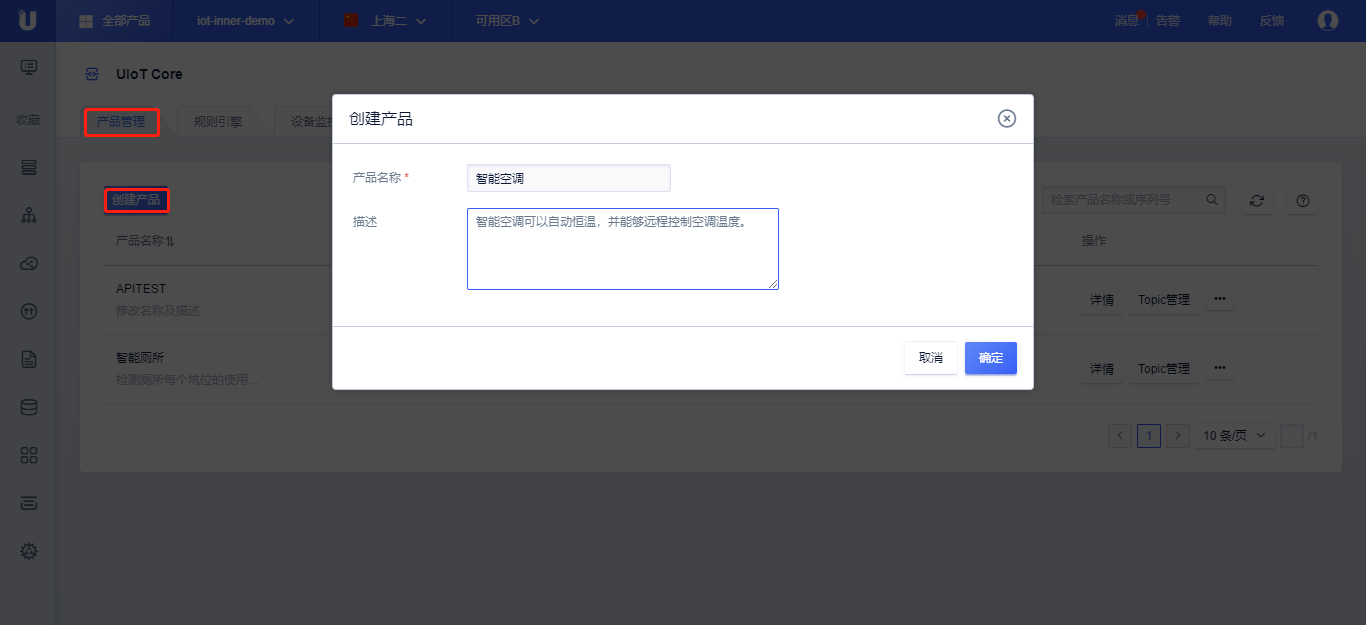 全部产品 iot-inner-demo 上海二 可用区B 消息 告警 帮助 反馈
UIoT Core
收藏
产品管理 规则引擎 设备监控
创建产品
产品名称 *
智能空调
描述
智能空调可以自动恒温，并能够远程控制空调温度。
取消 确定
创建产品 检索产品名称或序列号
产品名称 操作
APITEST 详情 Topic管理 •••
修改名称及描述
智能厕所 详情 Topic管理 •••
检测厕所每个坑位的使用...
1 10 条/页 /1